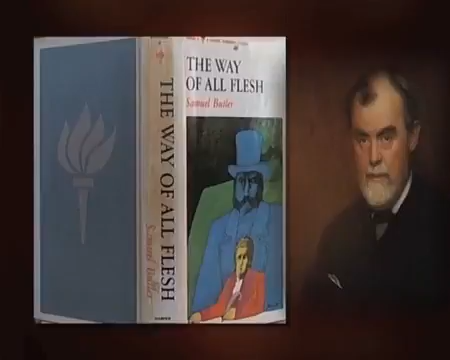 THE WAY OF ALL FLESH
Samuel Butler
THE WAY
OF ALL FLESH
Samuel Butler